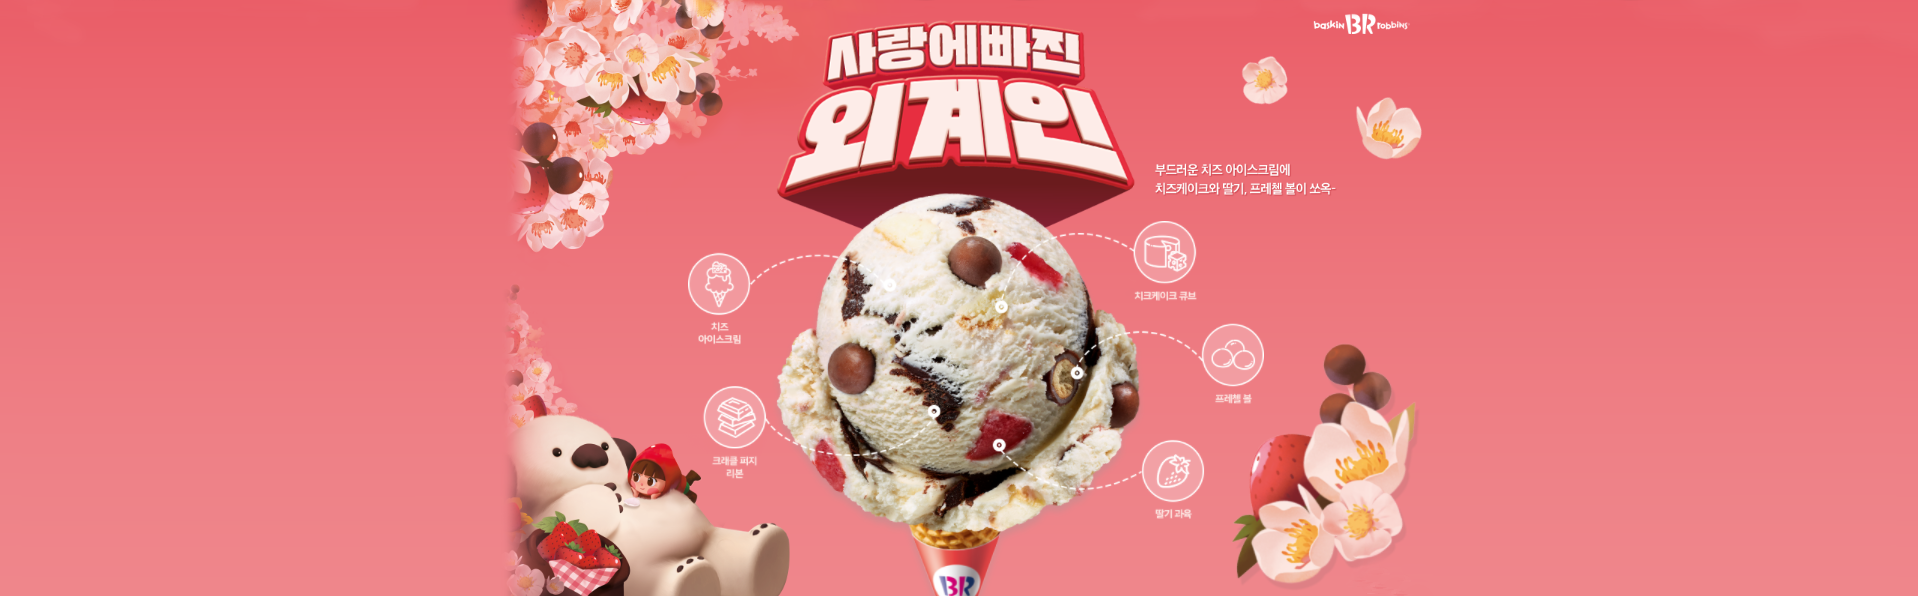 baskin BR robbins
사랑에빠진
외계인
부드러운 치즈 아이스크림에
치즈케이크와 딸기, 프레첼 볼이 쏘옥~
치즈
아이스크림
치크케이크 큐브
프레첼 볼
크래클 퍼지
리본
딸기 과육
BR